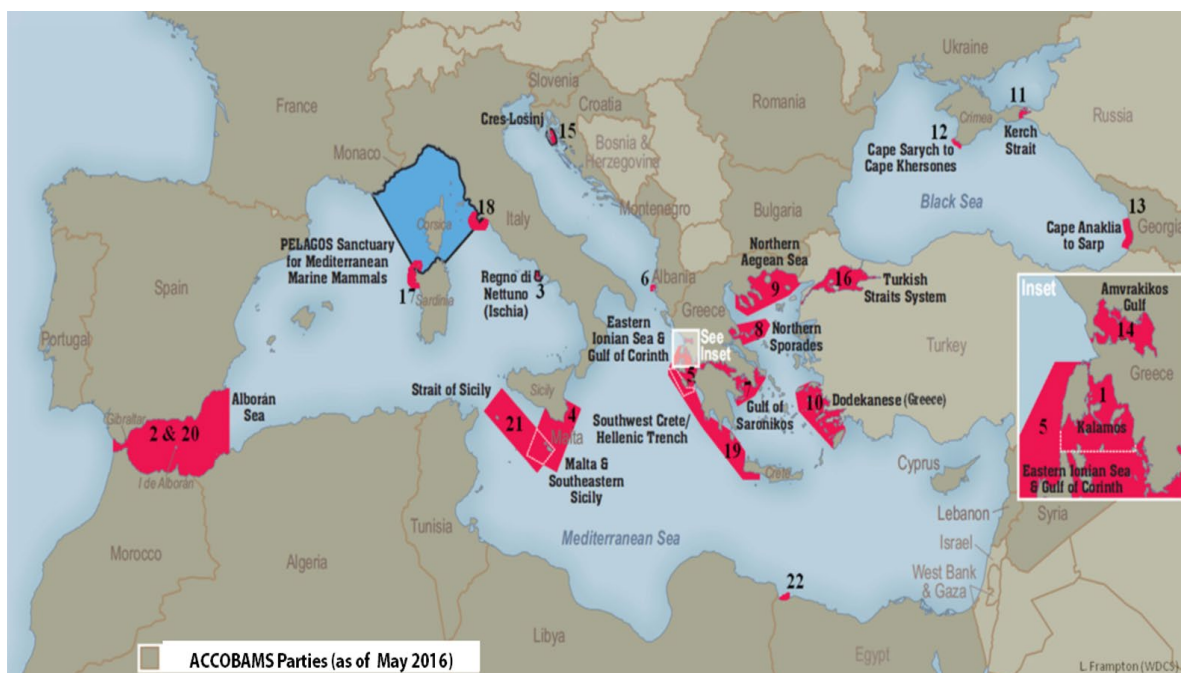 Ukraine
Slovenia
France
Croatia
Romania
11
Russia
Cres-Lošinj
15
Crimea
Kerch
Strait
12
Cape Sarych to
Cape Khersones
Bosnia &
Herzegovina
Monaco
Black Sea
13
Montenegro
Bulgaria
18
Italy
Corsica
Cape Anaklia
to Sarp
Georgia
PELAGOS Sanctuary
for Mediterranean
Marine Mammals
Northern
Aegean Sea
9
16
Turkish
Straits System
6
Albania
Spain
17
Sardinia
Regno di
Nettuno
(Ischia)
3
Greece
Inset
Amvrakikos
Gulf
14
Greece
Portugal
Eastern
Ionian Sea &
Gulf of Corinth
See
Inset
8
Northern
Sporades
Turkey
5
7
Strait of Sicily
Sicily
Gulf of
Saronikos
10
Dodekanese (Greece)
1
Kalamos
5
Eastern Ionian Sea
& Gulf of Corinth
Alborán
Sea
Gibraltar
2 & 20
I de Alborán
21
4
Malta
Southwest Crete/
Hellenic Trench
19
Malta &
Southeastern
Sicily
Crete
Cyprus
Lebanon
Syria
Morocco
Algeria
Tunisia
Mediterranean Sea
Israel
West Bank
& Gaza
22
Libya
Egypt
ACCOBAMS Parties (as of May 2016)
L. Frampton (WDCS)